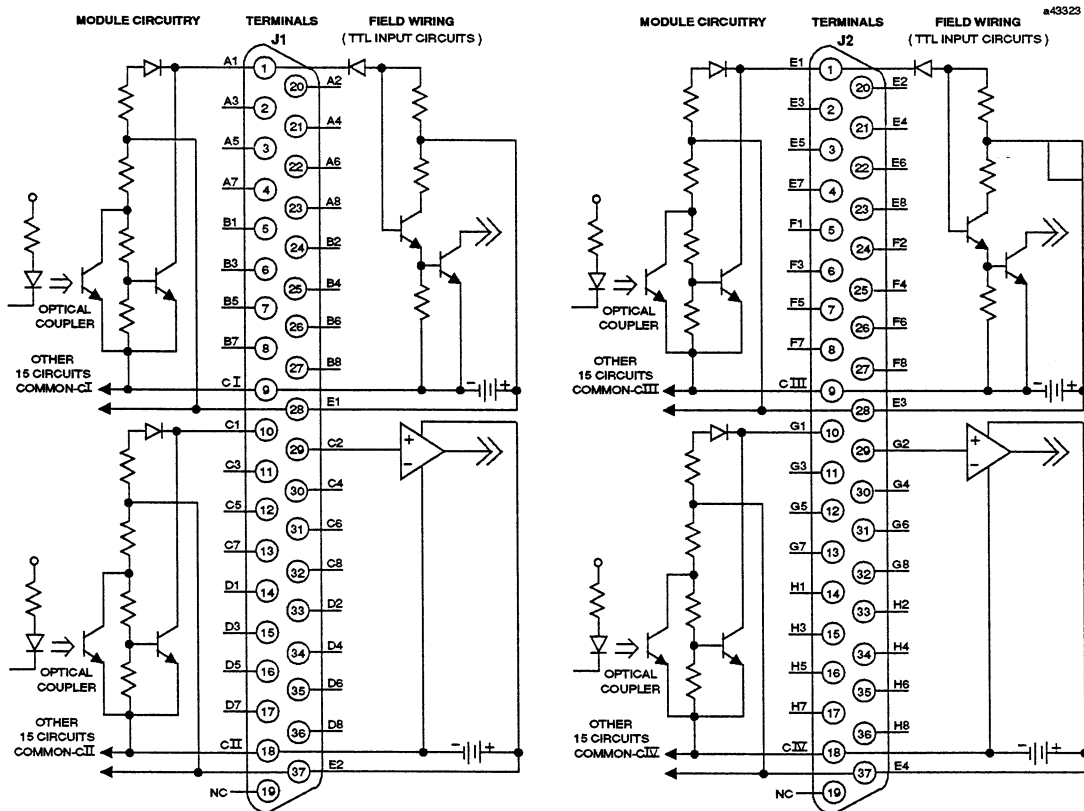 a43323
MODULE CIRCUITRY
TERMINALS
J1
FIELD WIRING
( TTL INPUT CIRCUITS )
A1 1
20 A2
A3 2
21 A4
A5 3
22 A6
A7 4
23 A8
B1 5
24 B2
B3 6
25 B4
B5 7
26 B6
B7 8
27 B8
CI 9
28 E1
C1 10
29 C2
C3 11
30 C4
C5 12
31 C6
C7 13
32 C8
D1 14
33 D2
D3 15
34 D4
D5 16
35 D6
D7 17
36 D8
CII 18
37 E2
NC 19
OPTICAL
COUPLER
OTHER
15 CIRCUITS
COMMON-CI
- +
+
-
OPTICAL
COUPLER
OTHER
15 CIRCUITS
COMMON-CII
- +
MODULE CIRCUITRY
TERMINALS
J2
FIELD WIRING
( TTL INPUT CIRCUITS )
E1 1
20 E2
E3 2
21 E4
E5 3
22 E6
E7 4
23 E8
F1 5
24 F2
F3 6
25 F4
F5 7
26 F6
F7 8
27 F8
CIII 9
28 E3
G1 10
29 G2
G3 11
30 G4
G5 12
31 G6
G7 13
32 G8
H1 14
33 H2
H3 15
34 H4
H5 16
35 H6
H7 17
36 H8
CIV 18
37 E4
NC 19
OPTICAL
COUPLER
OTHER
15 CIRCUITS
COMMON-CIII
- +
+
-
OPTICAL
COUPLER
OTHER
15 CIRCUITS
COMMON-CIV
- +